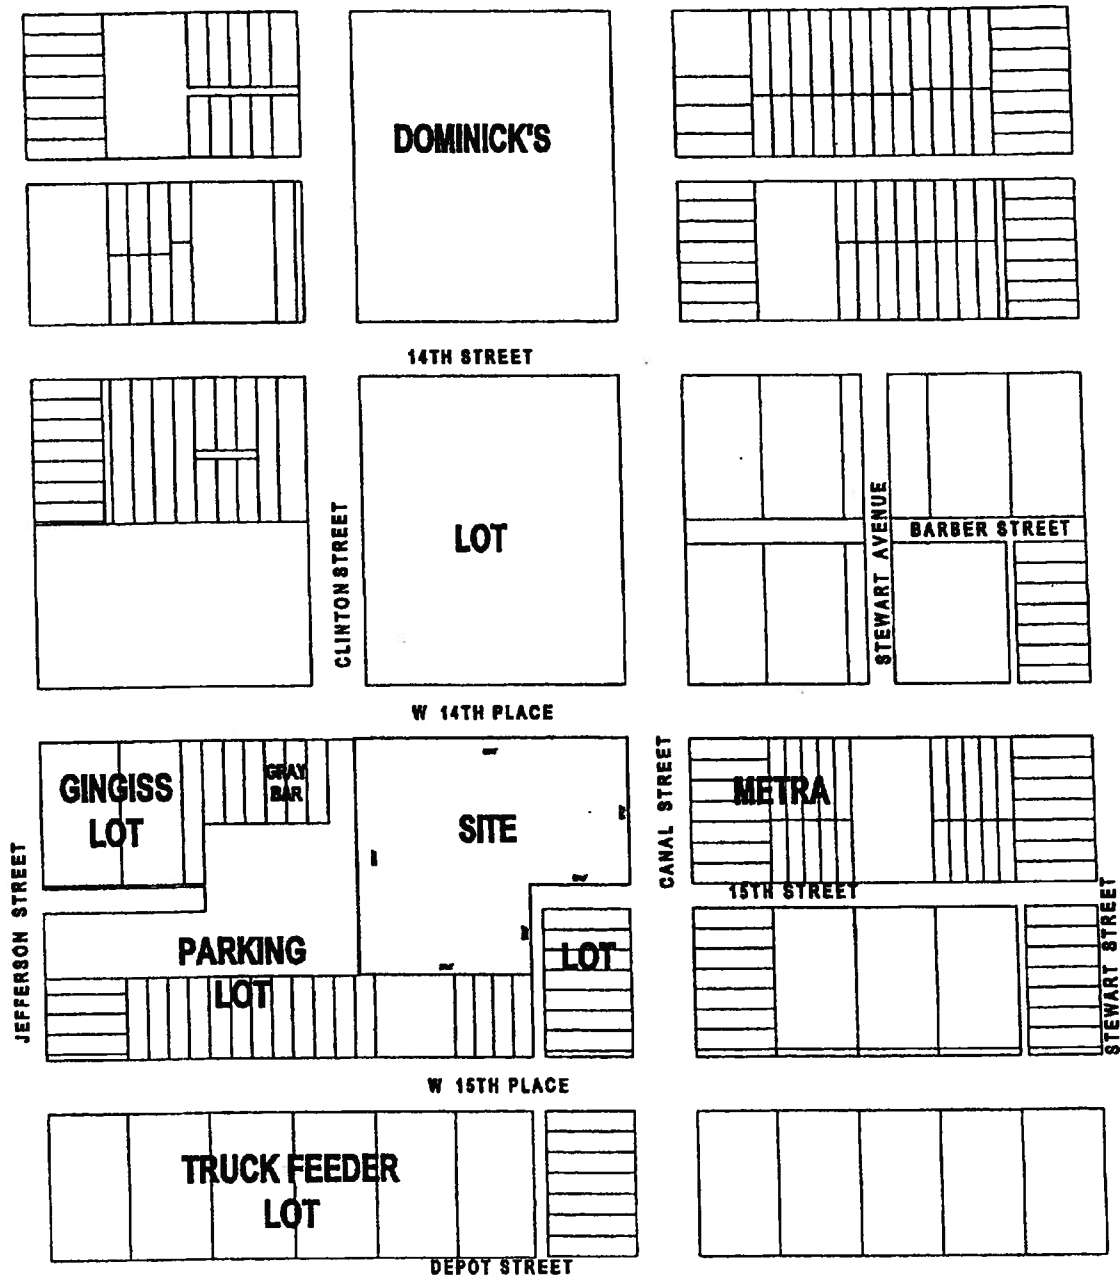 DOMINICK'S
14TH STREET
CLINTON STREET
LOT
STEWART AVENUE
BARBER STREET
W 14TH PLACE
GINGISS
LOT
GRAY
BAR
SITE
CANAL STREET
METRA
15TH STREET
JEFFERSON STREET
PARKING
LOT
LOT
STEWART STREET
W 15TH PLACE
TRUCK FEEDER
LOT
DEPOT STREET